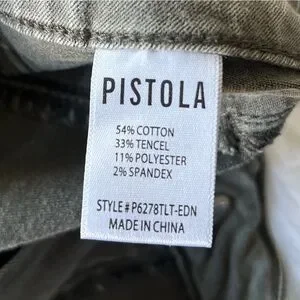 PISTOLA
54% COTTON
33% TENCEL
11% POLYESTER
2% SPANDEX
STYLE# P6278TLT-EDN
MADE IN CHINA